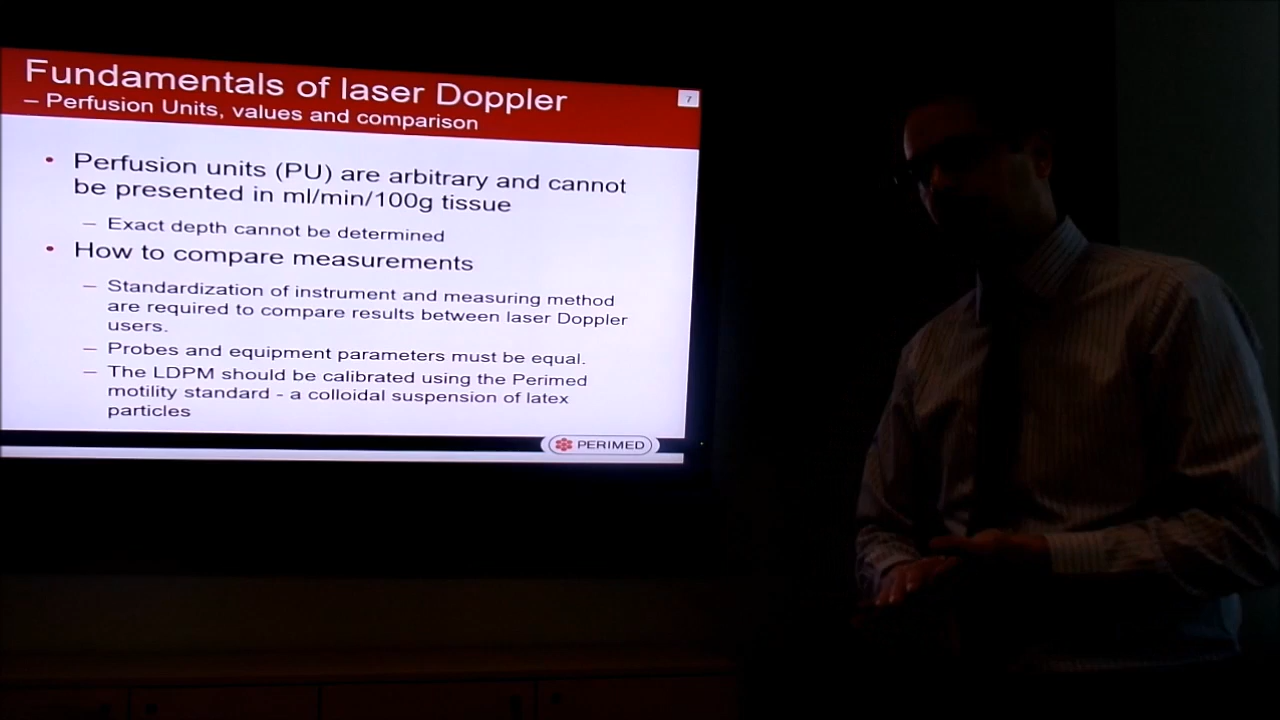 Fundamentals of laser Doppler
7
– Perfusion Units, values and comparison
• Perfusion units (PU) are arbitrary and cannot
be presented in ml/min/100g tissue
– Exact depth cannot be determined
• How to compare measurements
– Standardization of instrument and measuring method
are required to compare results between laser Doppler
users.
– Probes and equipment parameters must be equal.
– The LDPM should be calibrated using the Perimed
motility standard - a colloidal suspension of latex
particles
PERIMED